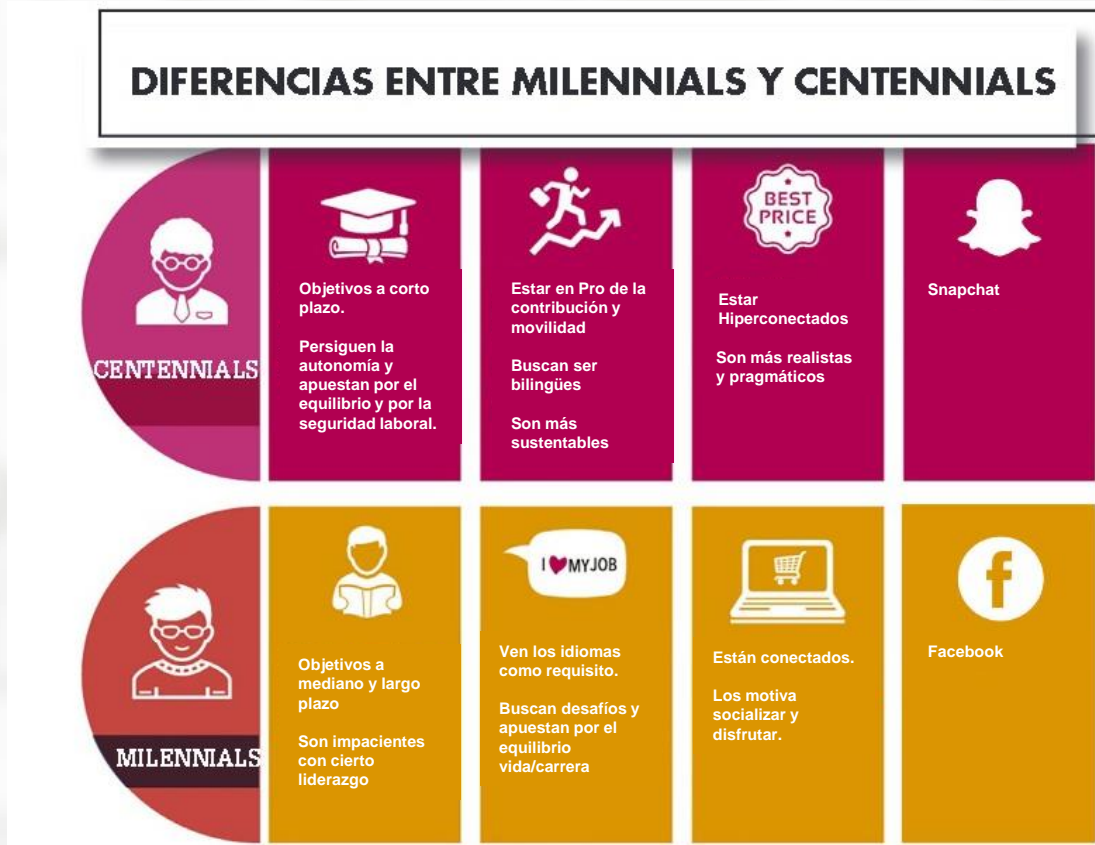 DIFERENCIAS ENTRE MILENNIALS Y CENTENNIALS
CENTENNIALS
Objetivos a corto
plazo.
Persiguen la
autonomía y
apuestan por el
equilibrio y por la
seguridad laboral.
Estar en Pro de la
contribución y
movilidad
Buscan ser
bilingües
Son más
sustentables
BEST
PRICE
Estar
Hiperconectados
Son más realistas
y pragmáticos
Snapchat
MILENNIALS
Objetivos a
mediano y largo
plazo
Son impacientes
con cierto
liderazgo
I ♥ MY JOB
Ven los idiomas
como requisito.
Buscan desafíos y
apuestan por el
equilibrio
vida/carrera
Están conectados.
Los motiva
socializar y
disfrutar.
f
Facebook